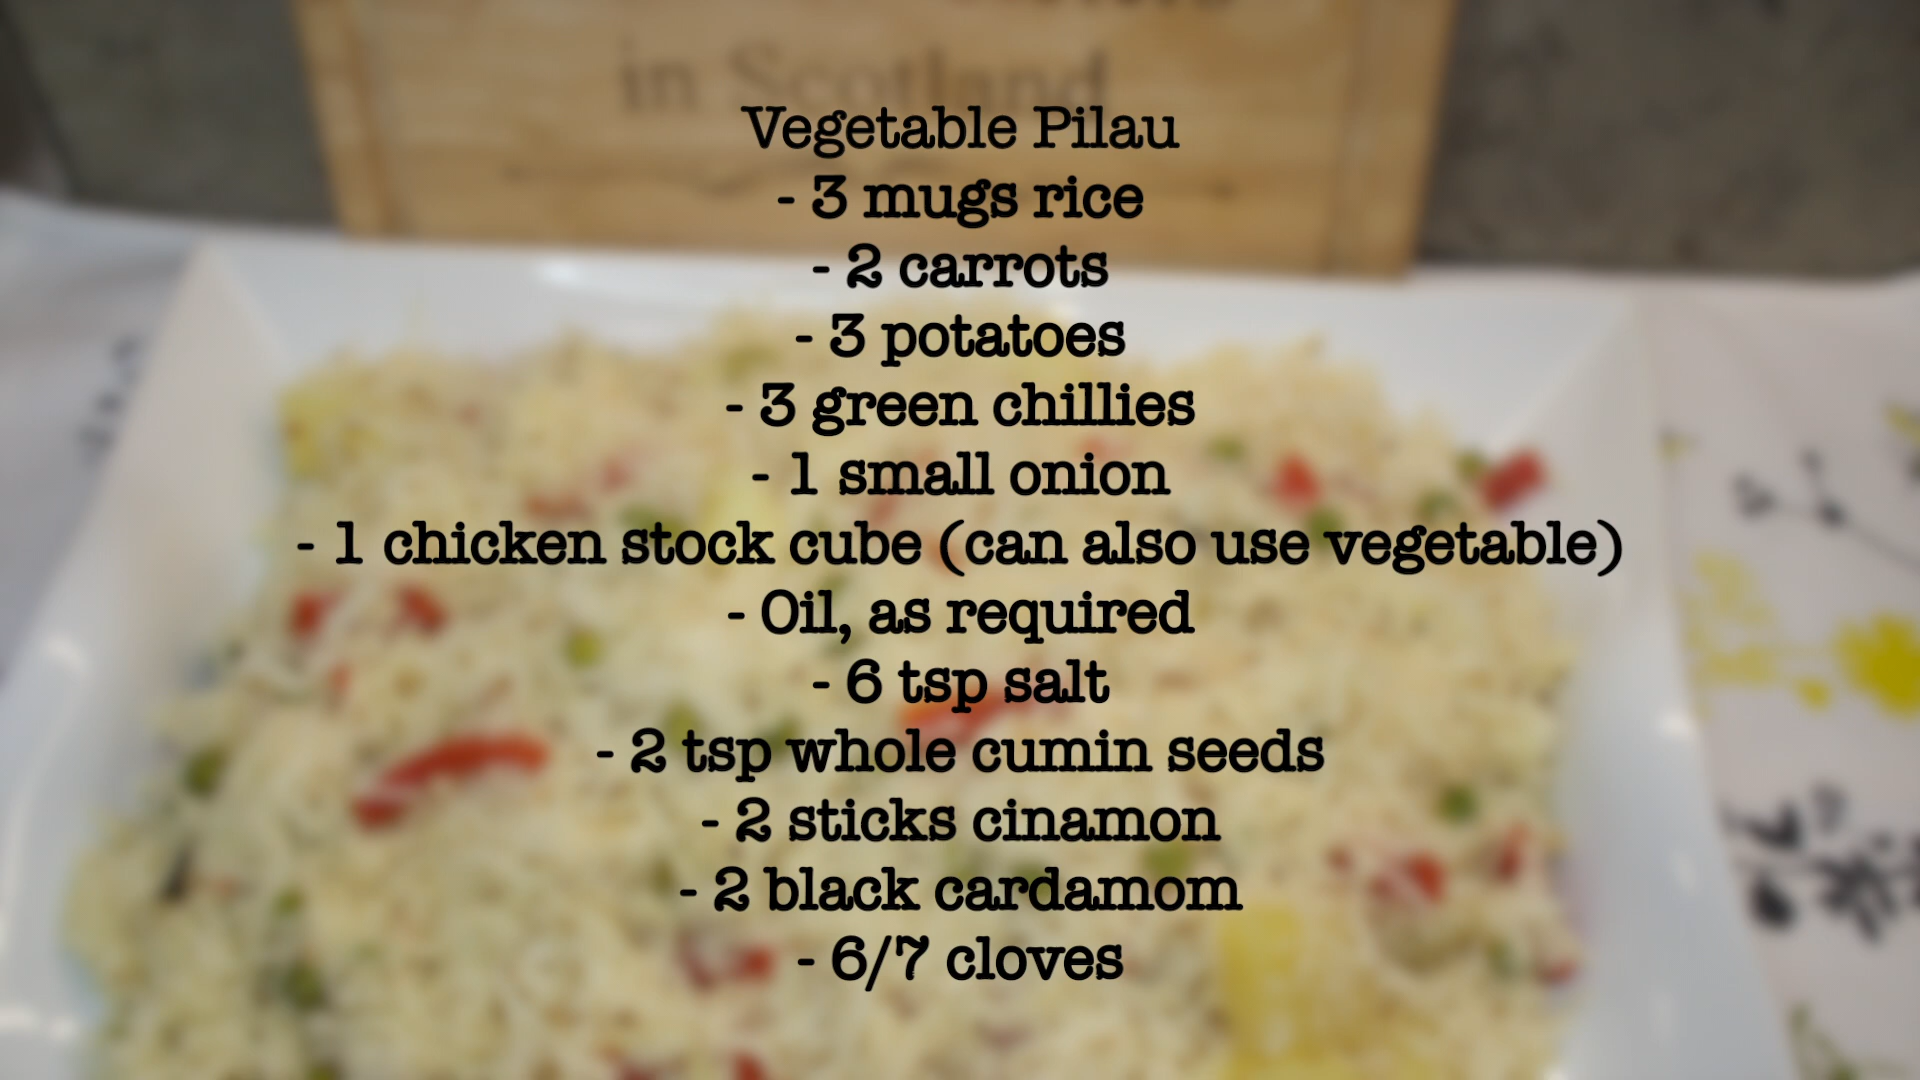 in Scotland
Vegetable Pilau
- 3 mugs rice
- 2 carrots
- 3 potatoes
- 3 green chillies
- 1 small onion
- 1 chicken stock cube (can also use vegetable)
- Oil, as required
- 6 tsp salt
- 2 tsp whole cumin seeds
- 2 sticks cinamon
- 2 black cardamom
- 6/7 cloves